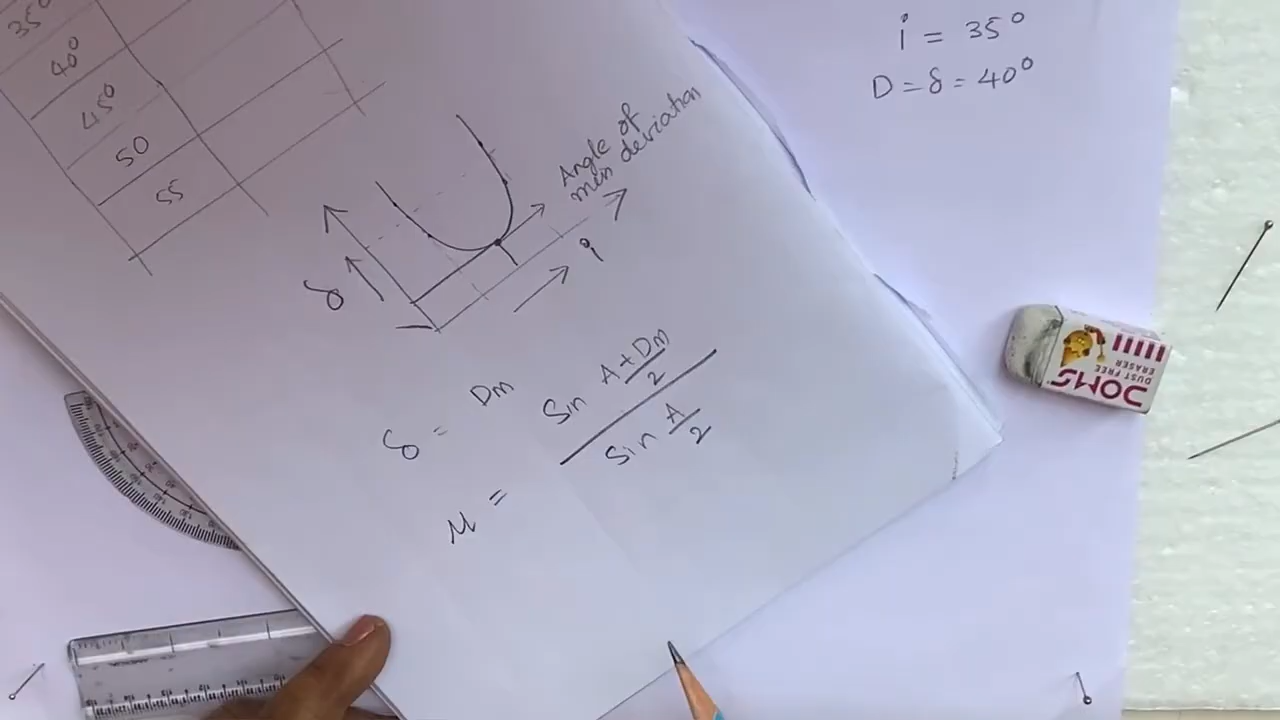 35°
40°
45°
50
55
i = 35°
D = δ = 40°
Angle of
min deviation
δ
i
δ = Dm
μ = Sin A + Dm / 2
Sin A / 2
DOMS
DUST FREE
ERASER